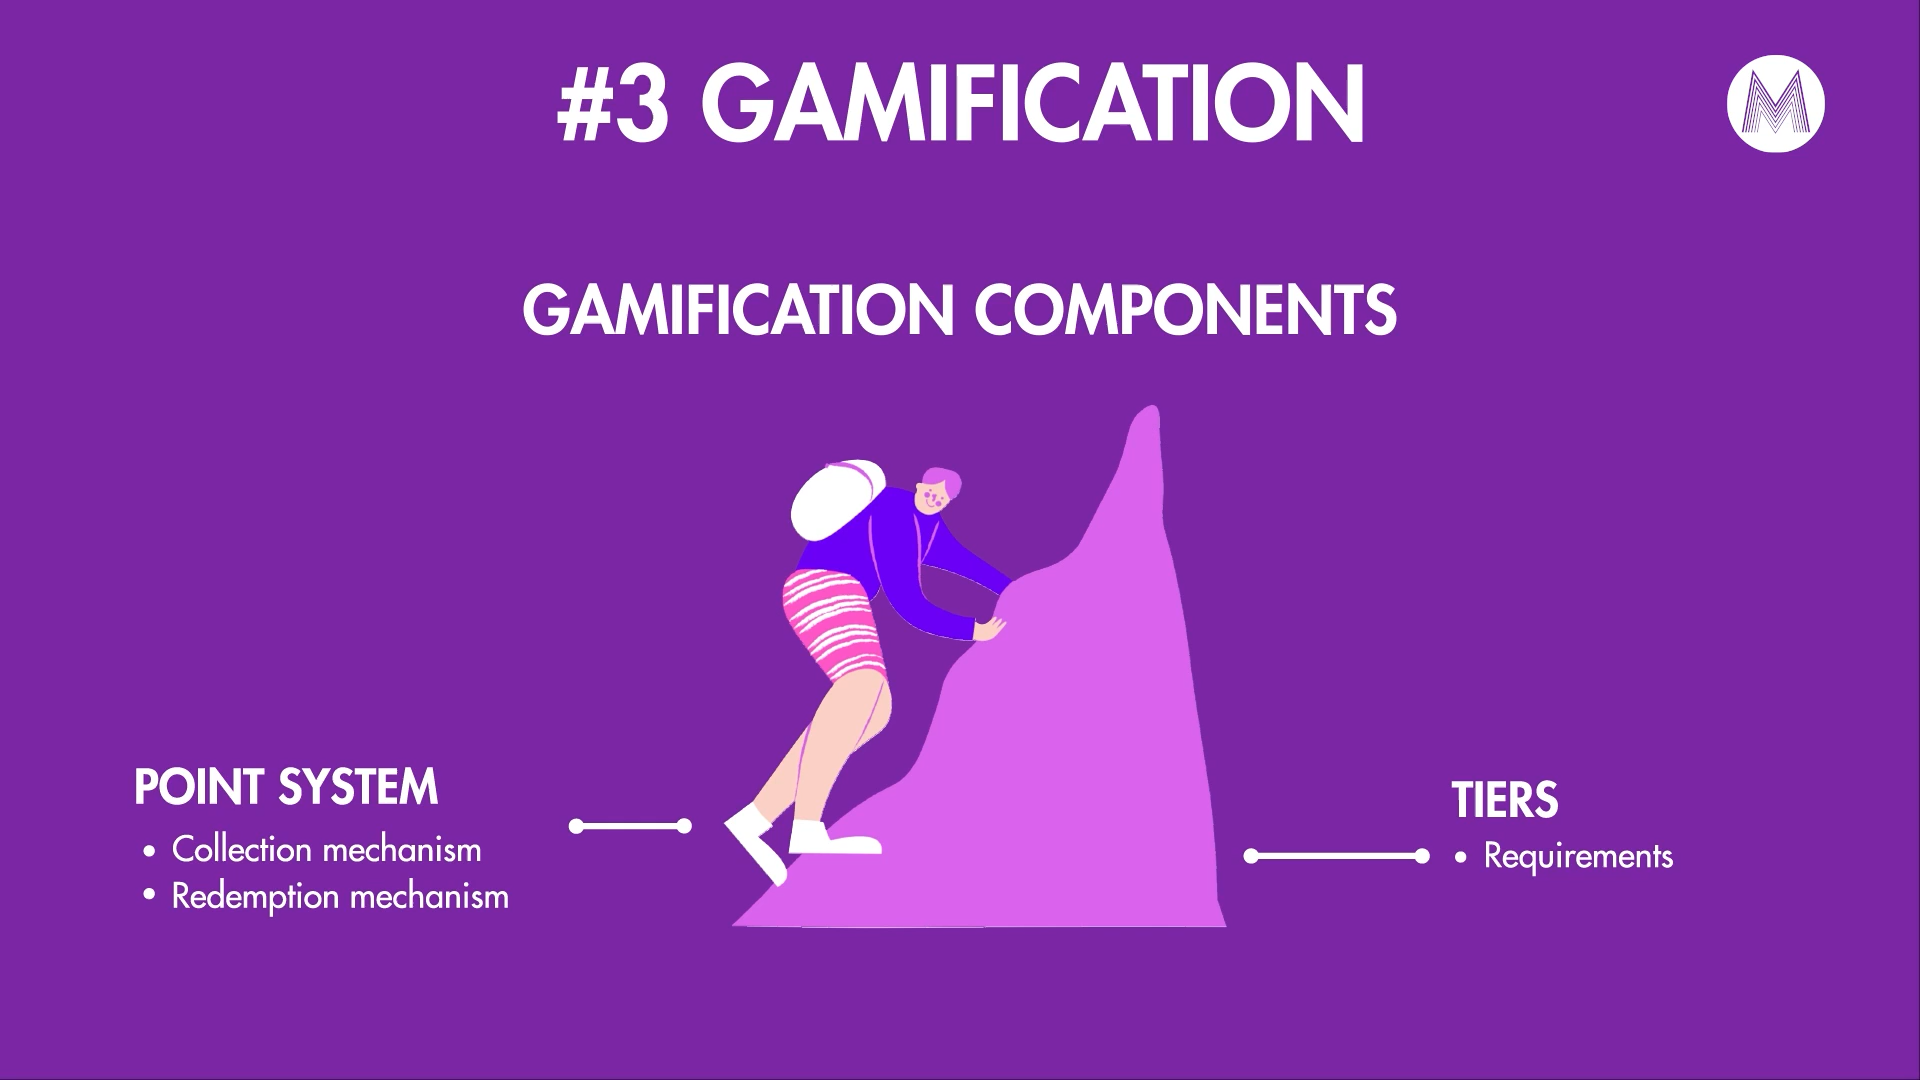 #3 GAMIFICATION
M
GAMIFICATION COMPONENTS
POINT SYSTEM
• Collection mechanism
• Redemption mechanism
TIERS
• Requirements